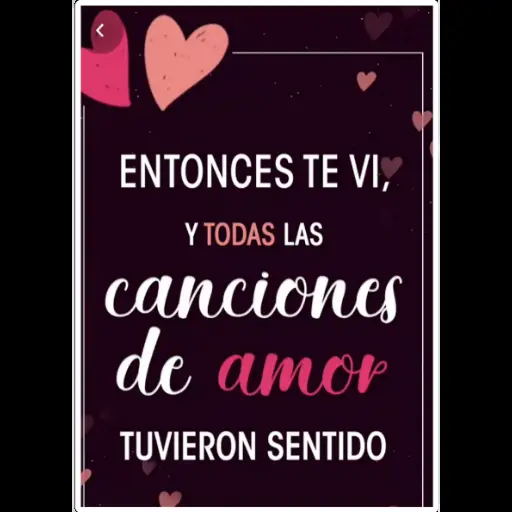 ENTONCES TE VI,
Y TODAS LAS
canciones
de amor
TUVIERON SENTIDO